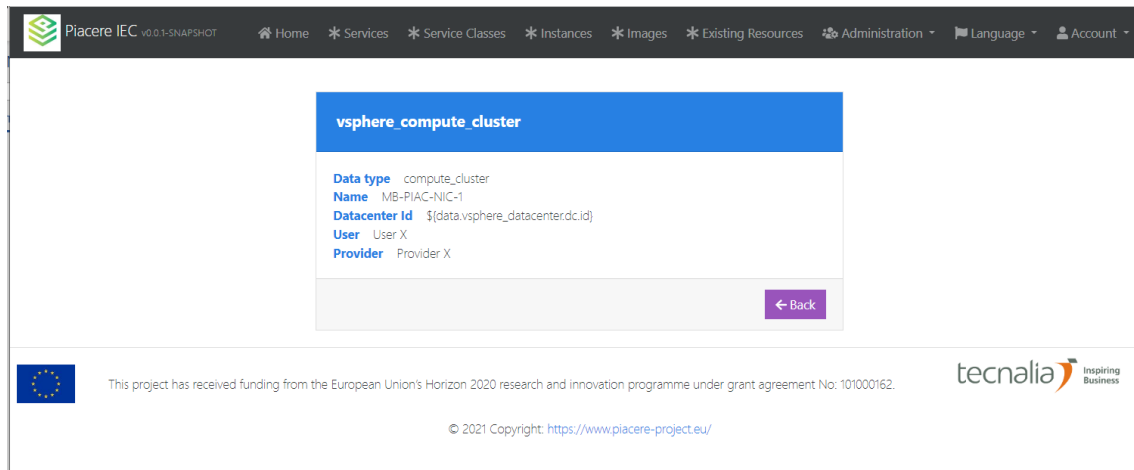 Piacere IEC v0.0.1-SNAPSHOT Home Services Service Classes Instances Images Existing Resources Administration Language Account
vsphere_compute_cluster
Data type compute_cluster
Name MB-PIAC-NIC-1
Datacenter Id ${data.vsphere_datacenter.dc.id}
User User X
Provider Provider X
Back
This project has received funding from the European Union's Horizon 2020 research and innovation programme under grant agreement No: 101000162.
tecnalia Inspiring
Business
© 2021 Copyright: https://www.piacere-project.eu/